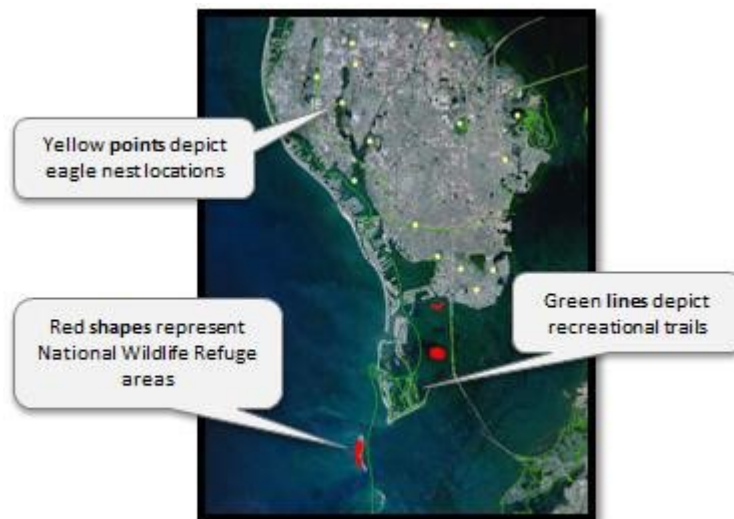 Yellow points depict
eagle nest locations
Red shapes represent
National Wildlife Refuge
areas
Green lines depict
recreational trails